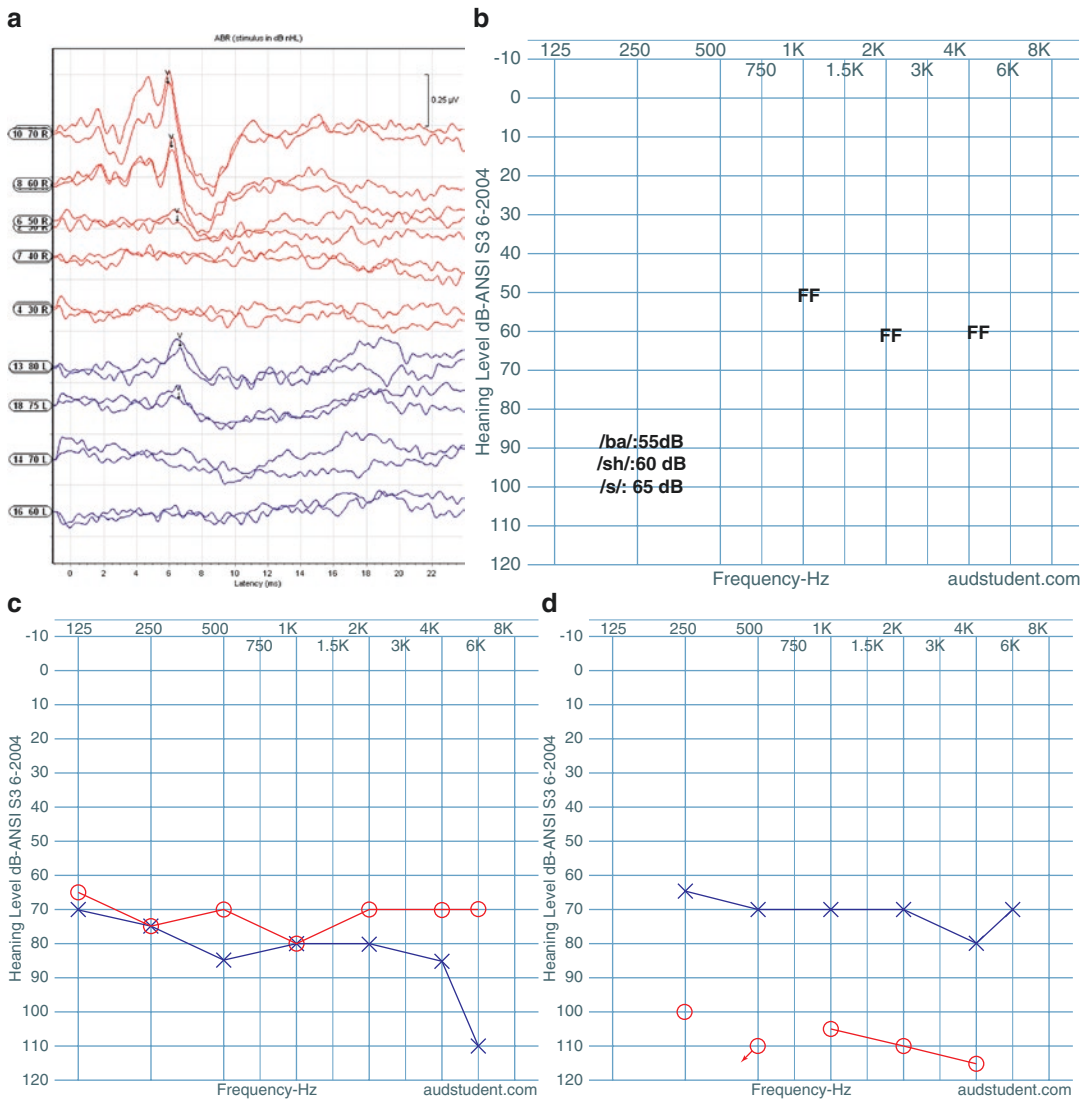 a
ABR (stimulus in dB nHL)
V
0.25 µV
10 70 R
V
8 60 R
V
6 50 R
7 40 R
4 30 R
V
13 80 L
V
18 75 L
14 70 L
16 60 L
0 2 4 6 8 10 12 14 16 18 20 22
Latency (ms)
b
125 250 500 1K 2K 4K 8K
750 1.5K 3K 6K
-10
0
10
20
30
40
50
60
70
80
90
100
110
120
Heaning Level dB-ANSI S3 6-2004
FF
FF FF
/ba/:55dB
/sh/:60 dB
/s/: 65 dB
Frequency-Hz audstudent.com
c
125 250 500 1K 2K 4K 8K
750 1.5K 3K 6K
-10
0
10
20
30
40
50
60
70
80
90
100
110
120
Heaning Level dB-ANSI S3 6-2004
Frequency-Hz audstudent.com
d
125 250 500 1K 2K 4K 8K
750 1.5K 3K 6K
-10
0
10
20
30
40
50
60
70
80
90
100
110
120
Heaning Level dB-ANSI S3 6-2004
Frequency-Hz audstudent.com